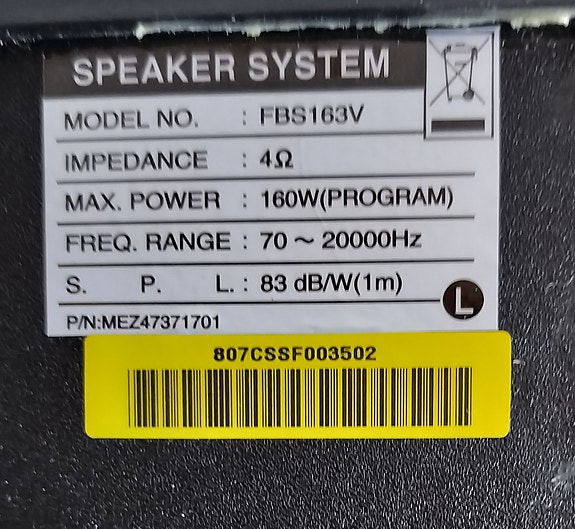 SPEAKER SYSTEM
MODEL NO. : FBS163V
IMPEDANCE : 4Ω
MAX. POWER : 160W(PROGRAM)
FREQ. RANGE : 70 ~ 20000Hz
S. P. L. : 83 dB/W(1m)
L
P/N:MEZ47371701
807CSSF003502